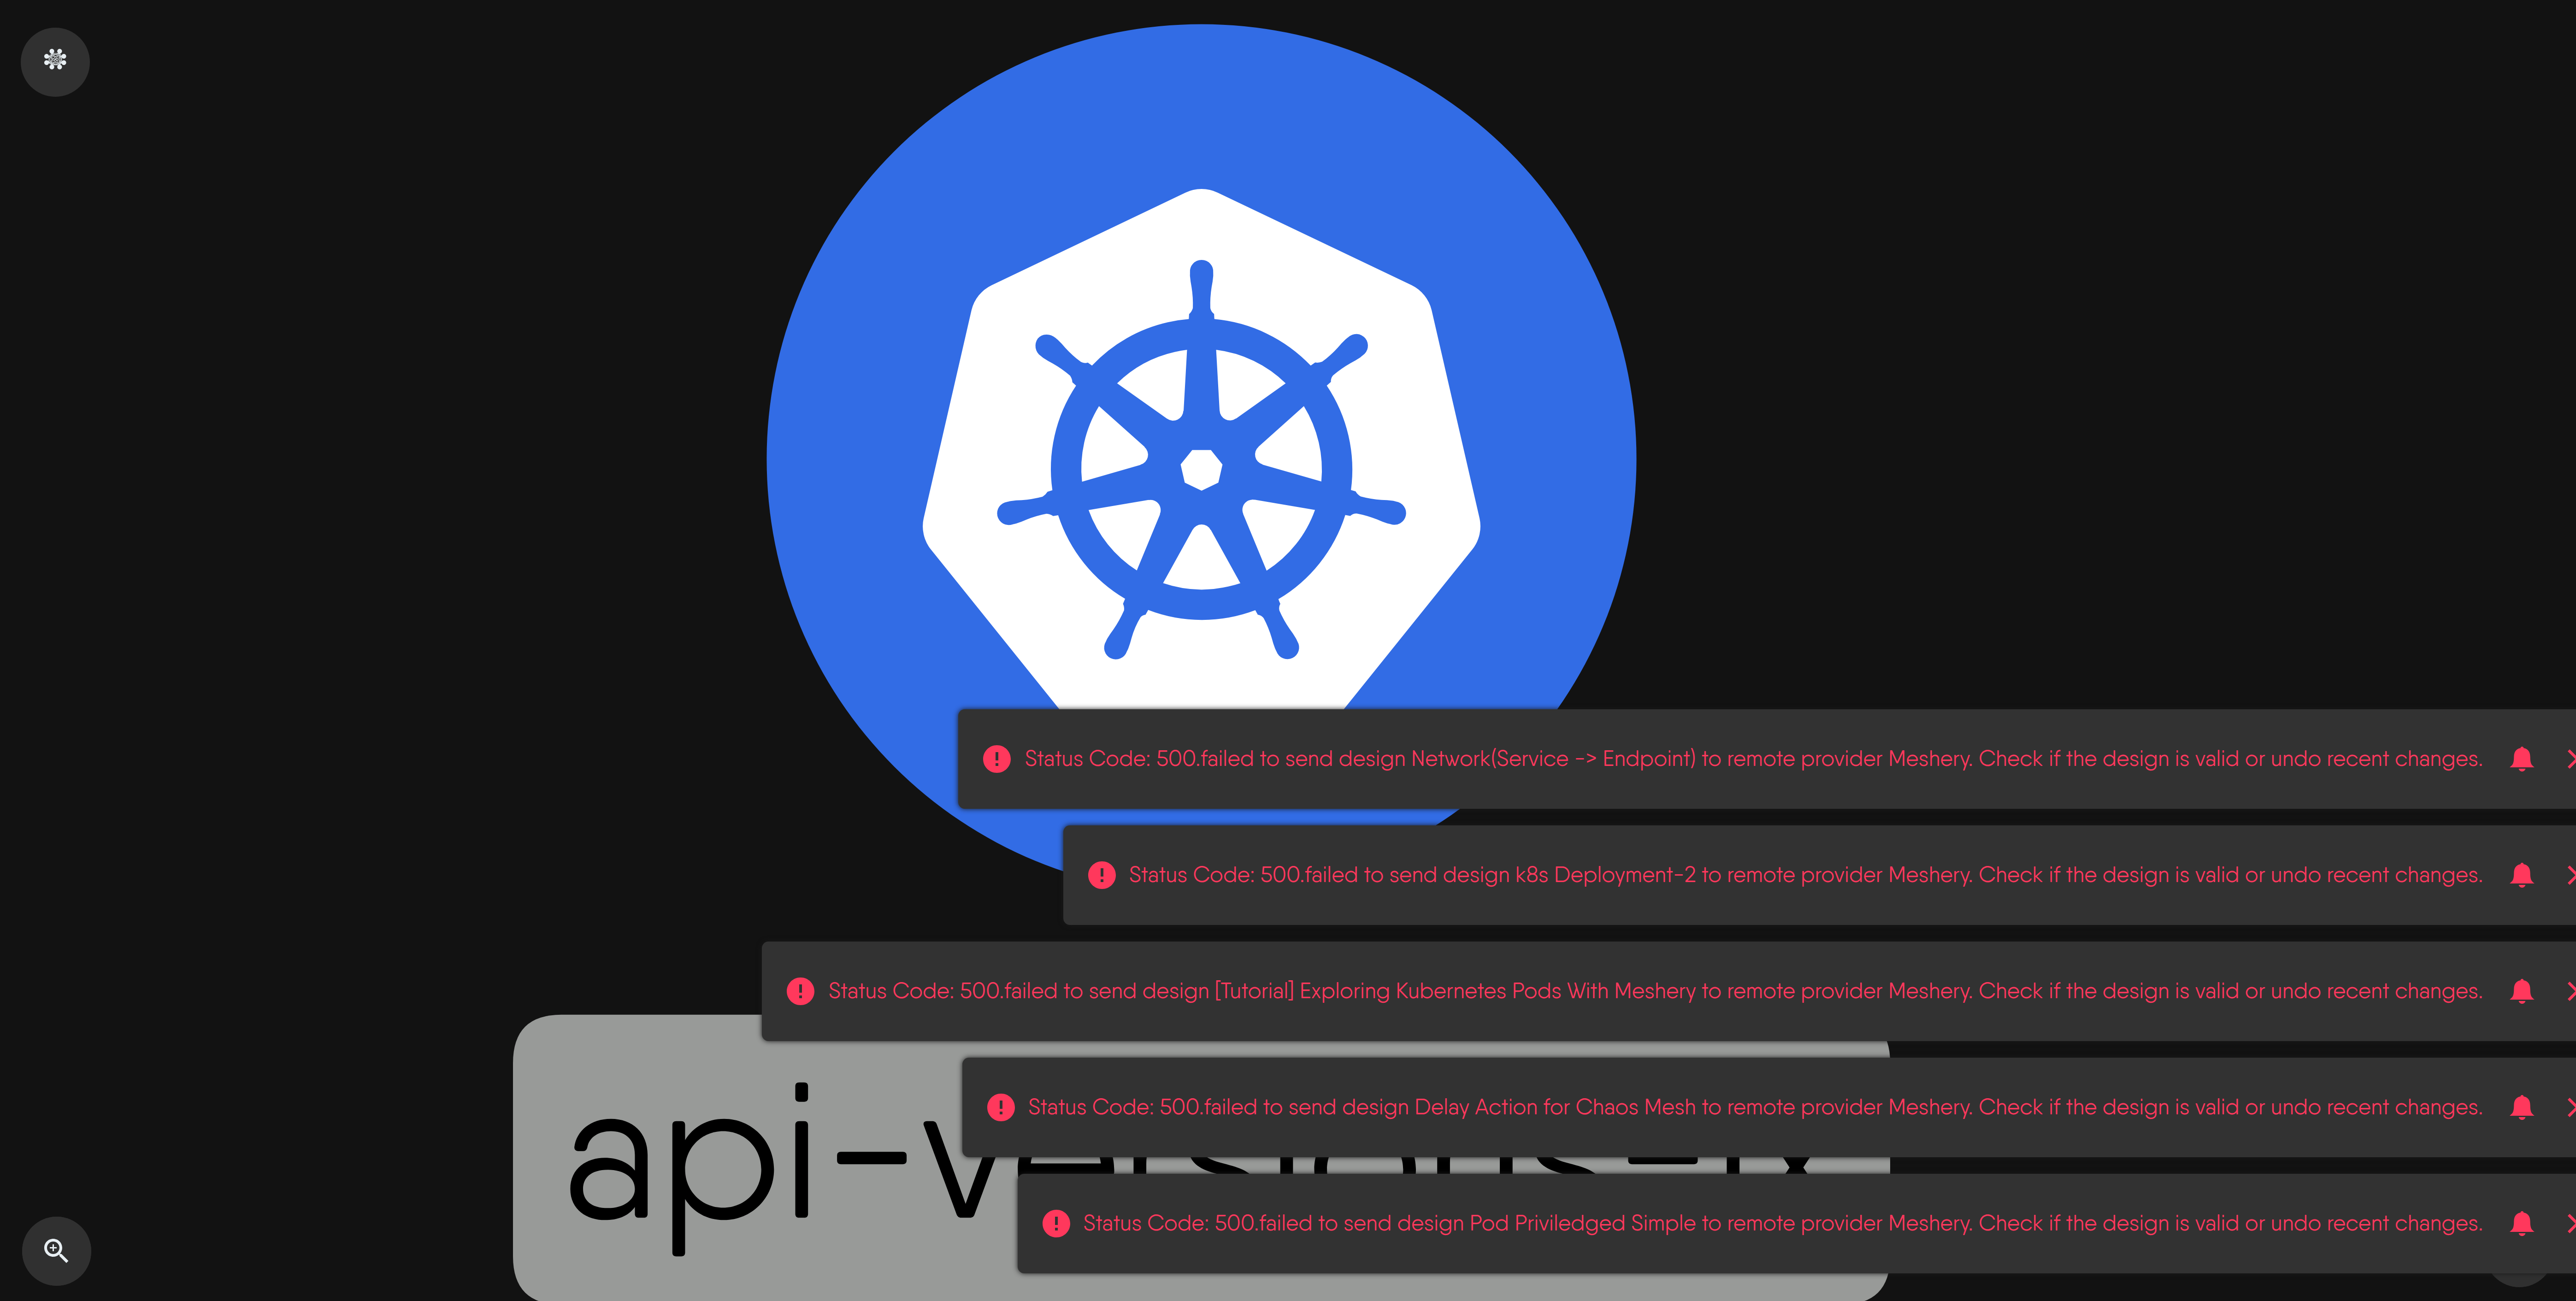 Status Code: 500.failed to send design Network(Service -> Endpoint) to remote provider Meshery. Check if the design is valid or undo recent changes.
Status Code: 500.failed to send design k8s Deployment-2 to remote provider Meshery. Check if the design is valid or undo recent changes.
Status Code: 500.failed to send design [Tutorial] Exploring Kubernetes Pods With Meshery to remote provider Meshery. Check if the design is valid or undo recent changes.
Status Code: 500.failed to send design Delay Action for Chaos Mesh to remote provider Meshery. Check if the design is valid or undo recent changes.
Status Code: 500.failed to send design Pod Priviledged Simple to remote provider Meshery. Check if the design is valid or undo recent changes.